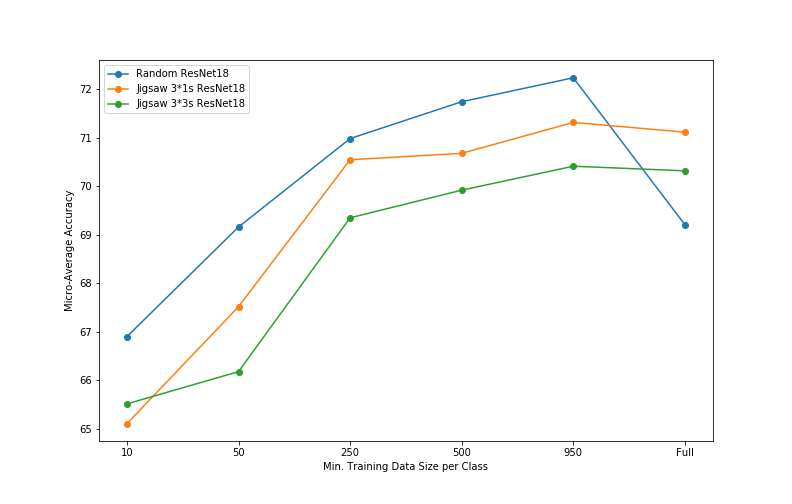 Random ResNet18
Jigsaw 3*1s ResNet18
Jigsaw 3*3s ResNet18
72
71
70
69
68
67
66
65
Micro-Average Accuracy
10 50 250 500 950 Full
Min. Training Data Size per Class